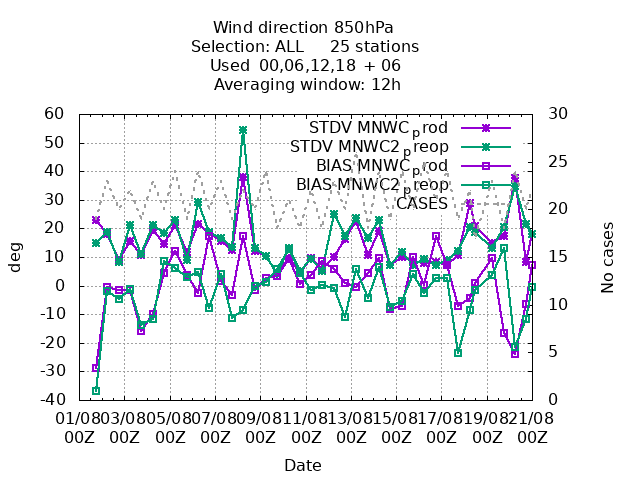 Wind direction 850hPa
Selection: ALL 25 stations
Used 00,06,12,18 + 06
Averaging window: 12h
STDV MNWC_prod
STDV MNWC2_preop
BIAS MNWC_prod
BIAS MNWC2_preop
CASES
60
50
40
30
20
10
0
-10
-20
-30
-40
30
25
20
15
10
5
0
deg
No cases
01/08 03/08 05/08 07/08 09/08 11/08 13/08 15/08 17/08 19/08 21/08
00Z 00Z 00Z 00Z 00Z 00Z 00Z 00Z 00Z 00Z 00Z
Date